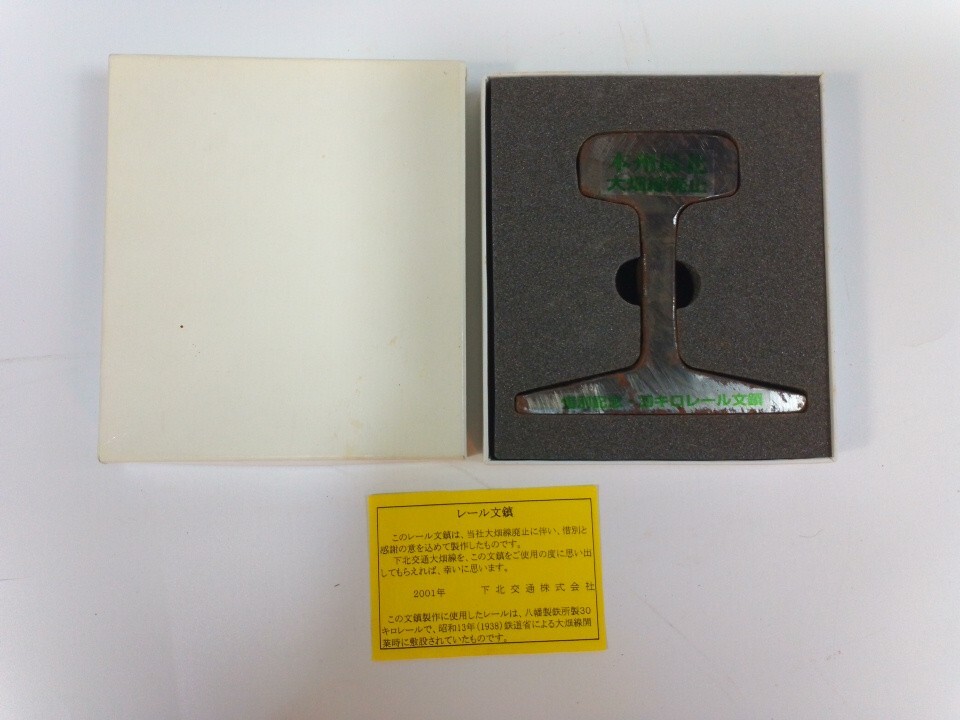 本州最北
大畑線廃止
惜別記念 30キロレール文鎮
レール文鎮
このレール文鎮は、当社大畑線廃止に伴い、惜別と
感謝の意を込めて製作したものです。
下北交通大畑線を、この文鎮をご使用の度に思い出
してもらえれば、幸いに思います。
2001年 下北交通株式会社
この文鎮製作に使用したレールは、八幡製鉄所製30
キロレールで、昭和13年(1938)鉄道省による大畑線開
業時に敷設されていたものです。